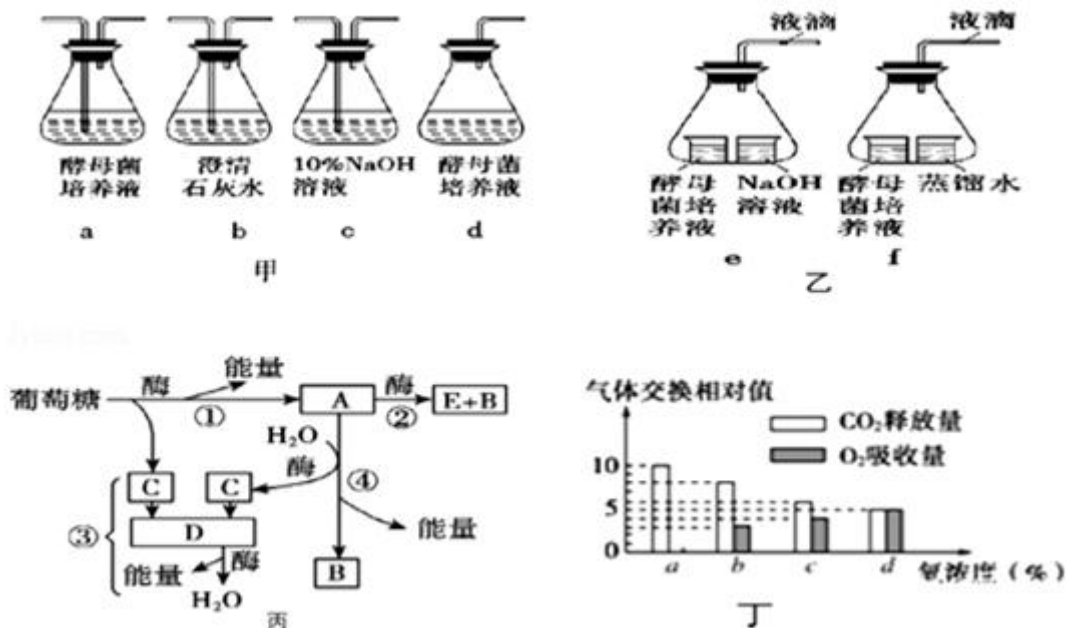 液滴 液滴
酵母菌 澄清 10%NaOH 酵母菌
培养液 石灰水 溶液 培养液
a b c d
甲
酵母 NaOH 酵母 蒸馏水
菌培 溶液 菌培
养液 养液
e f
乙
葡萄糖 酶 能量 ① A 酶 ② E+B
H₂O 酶 ④ 能量
③ C C
D
能量 酶
H₂O
B
丙
气体交换相对值
CO₂释放量
O₂吸收量
10
5
0
a b c d 氧浓度(%)
丁